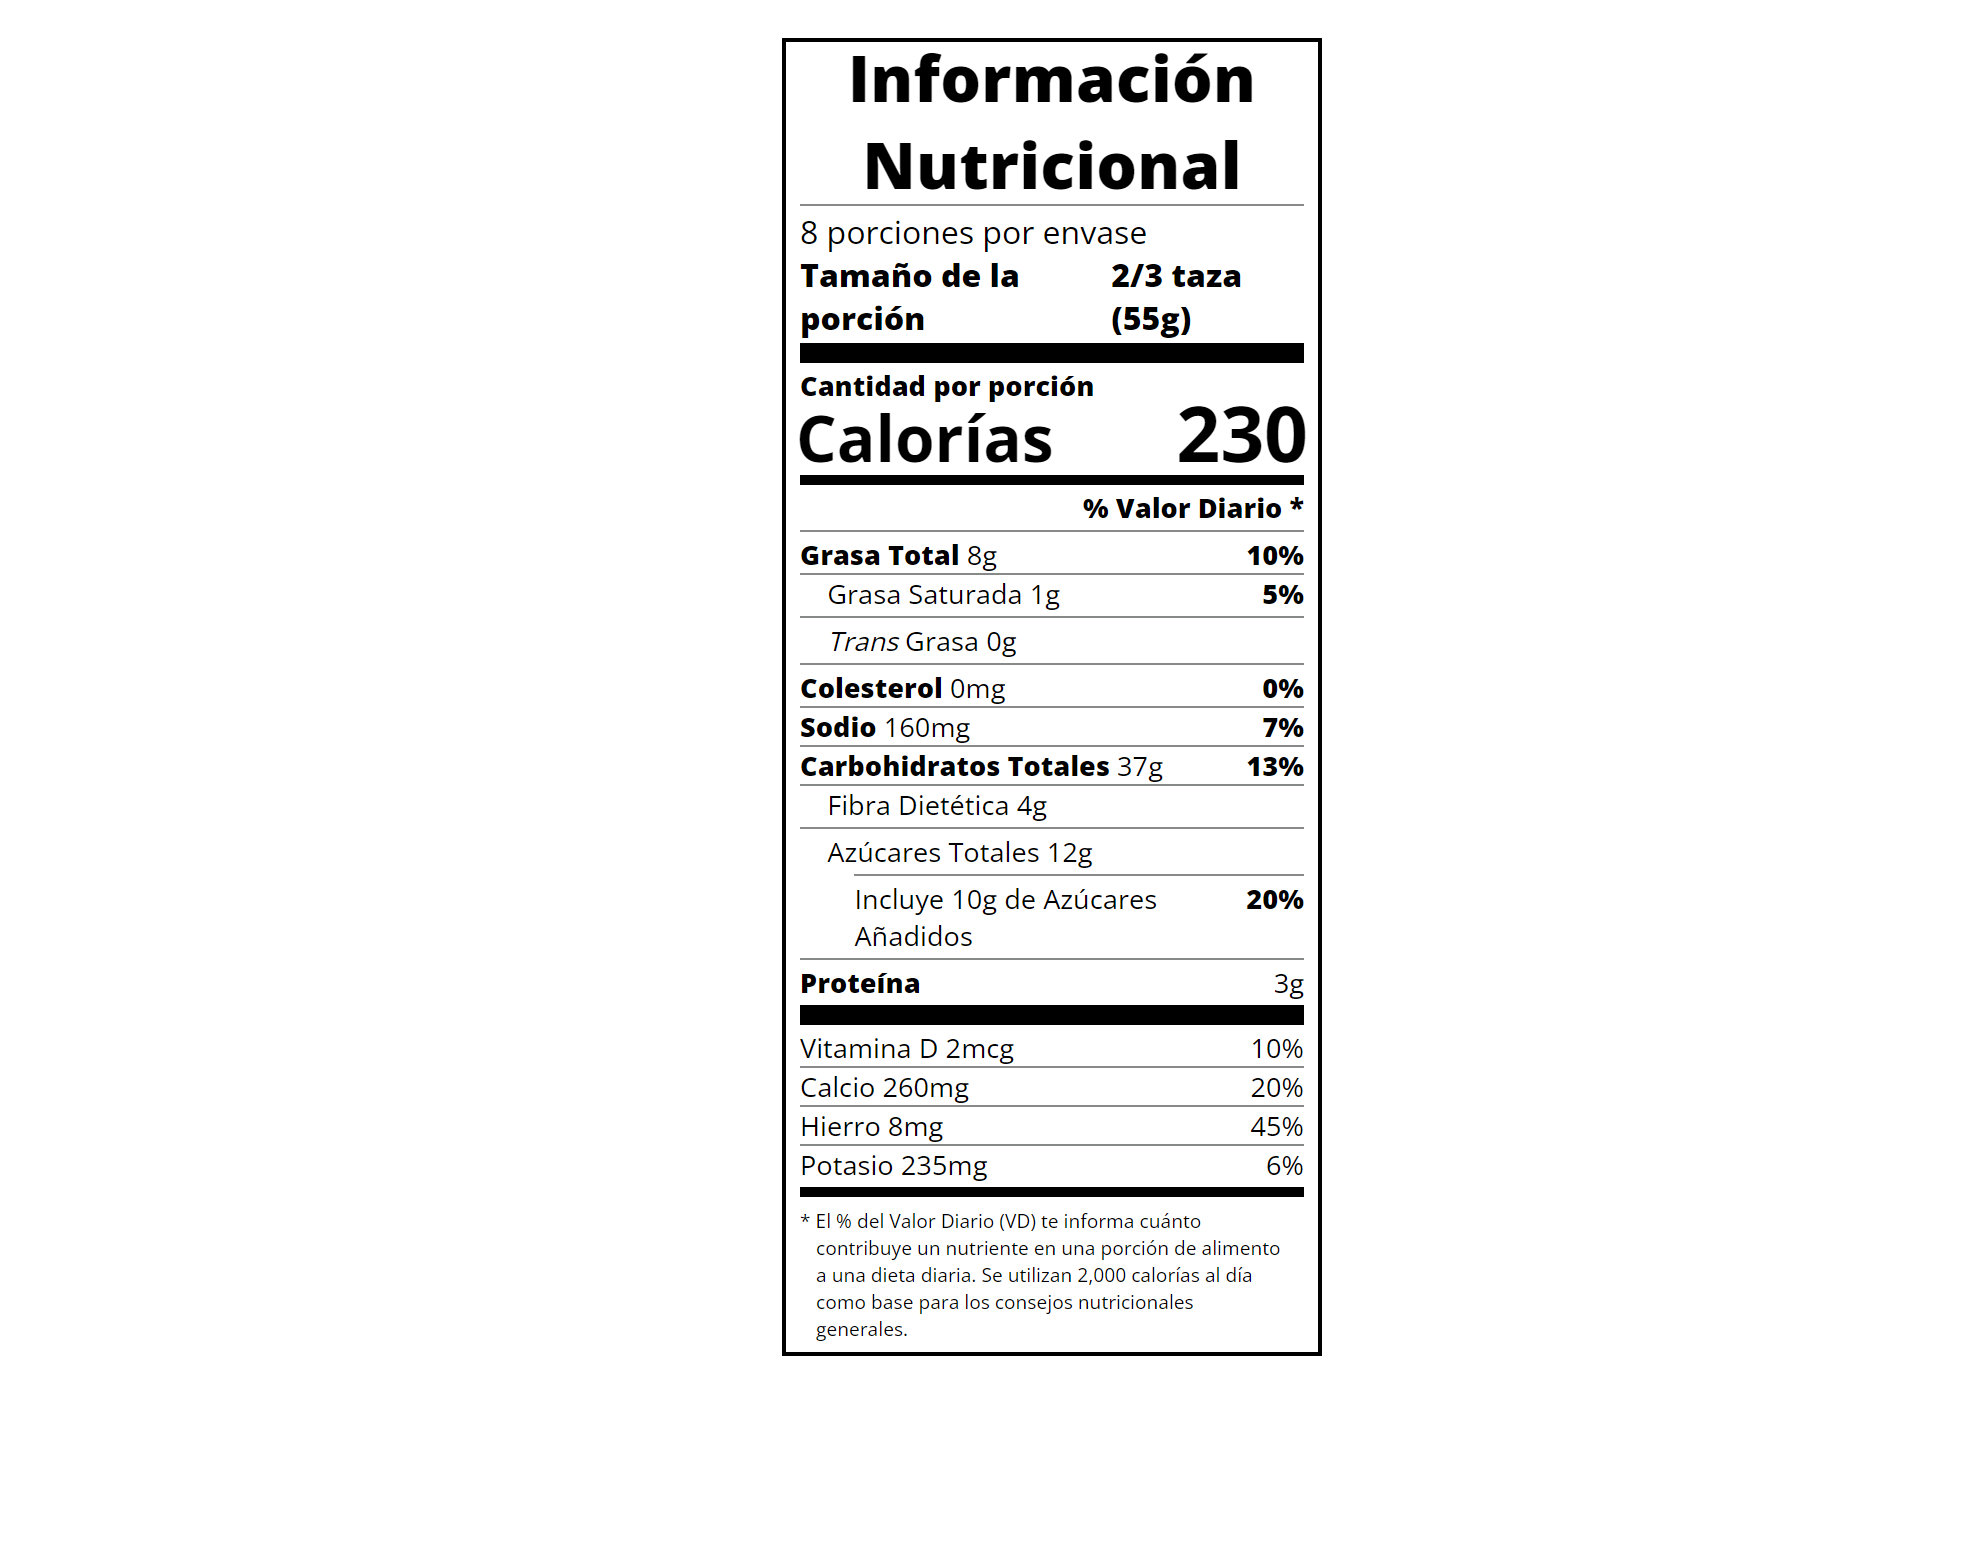 Información
Nutricional
8 porciones por envase
Tamaño de la porción 2/3 taza (55g)
Cantidad por porción
Calorías 230
% Valor Diario *
Grasa Total 8g 10%
Grasa Saturada 1g 5%
Trans Grasa 0g
Colesterol 0mg 0%
Sodio 160mg 7%
Carbohidratos Totales 37g 13%
Fibra Dietética 4g
Azúcares Totales 12g
Incluye 10g de Azúcares Añadidos 20%
Proteína 3g
Vitamina D 2mcg 10%
Calcio 260mg 20%
Hierro 8mg 45%
Potasio 235mg 6%
* El % del Valor Diario (VD) te informa cuánto
contribuye un nutriente en una porción de alimento
a una dieta diaria. Se utilizan 2,000 calorías al día
como base para los consejos nutricionales
generales.